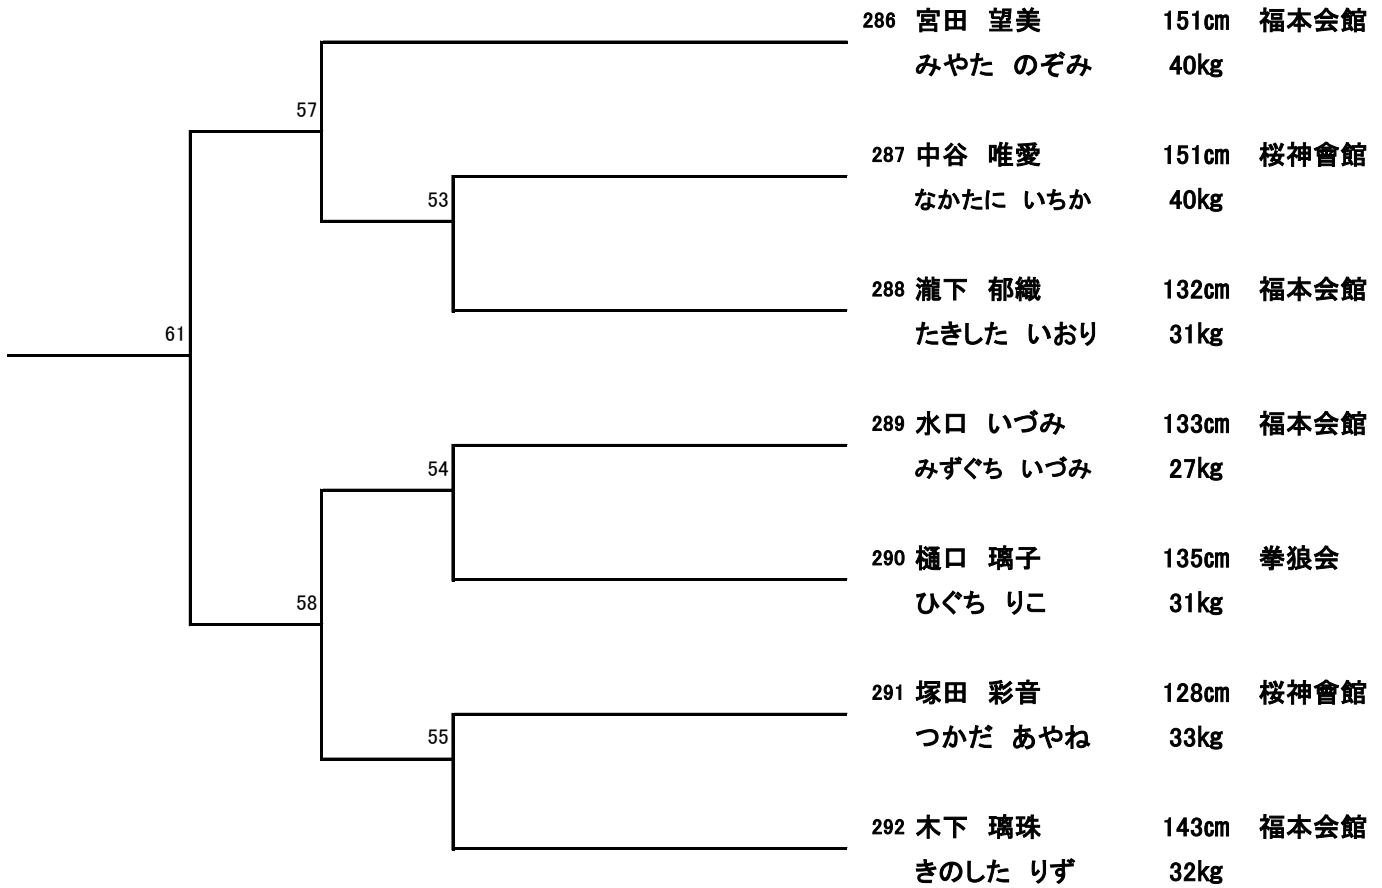 286 宮田 望美 151㎝ 福本会館
みやた のぞみ 40㎏
57
287 中谷 唯愛 151㎝ 桜神會館
53
なかたに いちか 40㎏
288 瀧下 郁織 132㎝ 福本会館
61
たきした いおり 31㎏
289 水口 いづみ 133㎝ 福本会館
54
みずぐち いづみ 27㎏
290 樋口 璃子 135㎝ 拳狼会
58
ひぐち りこ 31㎏
291 塚田 彩音 128㎝ 桜神會館
55
つかだ あやね 33㎏
292 木下 璃珠 143㎝ 福本会館
きのした りず 32㎏